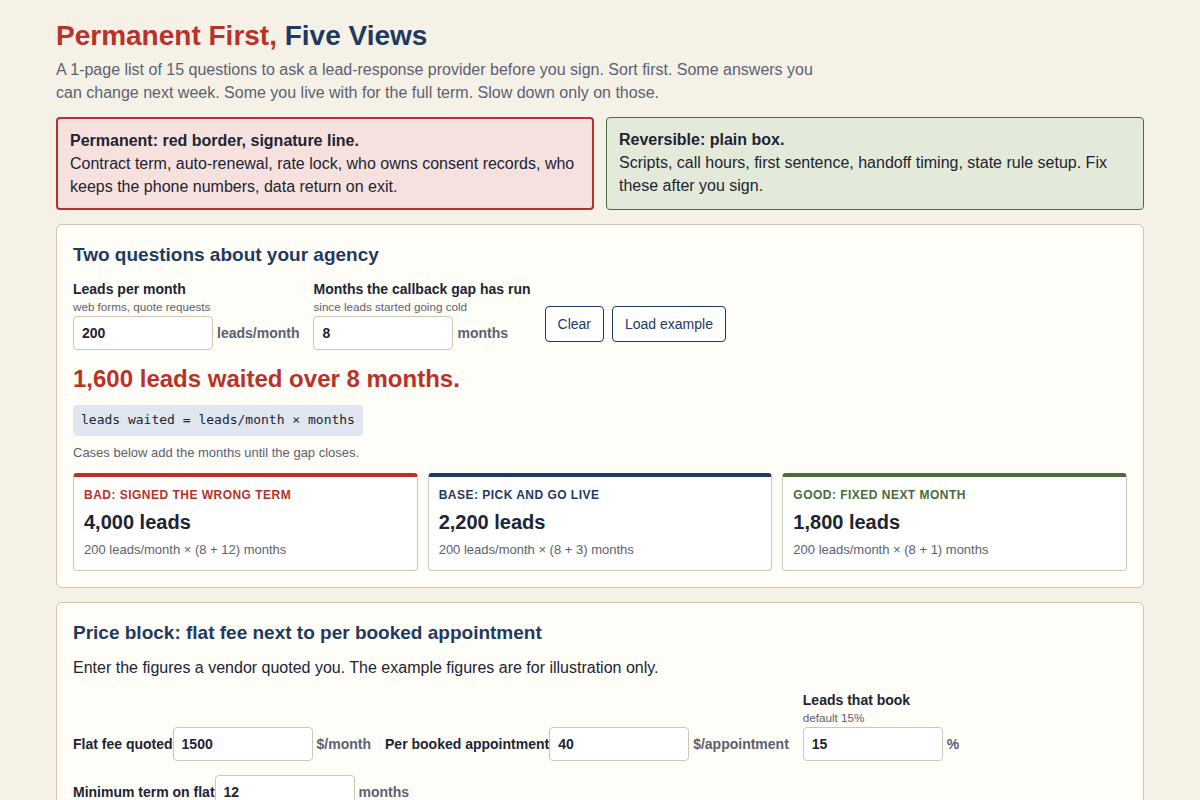 Permanent First, Five Views
A 1-page list of 15 questions to ask a lead-response provider before you sign. Sort first. Some answers you
can change next week. Some you live with for the full term. Slow down only on those.
Permanent: red border, signature line.
Contract term, auto-renewal, rate lock, who owns consent records, who
keeps the phone numbers, data return on exit.
Reversible: plain box.
Scripts, call hours, first sentence, handoff timing, state rule setup. Fix
these after you sign.
Two questions about your agency
Leads per month
web forms, quote requests
200 leads/month
Months the callback gap has run
since leads started going cold
8 months
Clear
Load example
1,600 leads waited over 8 months.
leads waited = leads/month × months
Cases below add the months until the gap closes.
BAD: SIGNED THE WRONG TERM
4,000 leads
200 leads/month × (8 + 12) months
BASE: PICK AND GO LIVE
2,200 leads
200 leads/month × (8 + 3) months
GOOD: FIXED NEXT MONTH
1,800 leads
200 leads/month × (8 + 1) months
Price block: flat fee next to per booked appointment
Enter the figures a vendor quoted you. The example figures are for illustration only.
Flat fee quoted 1500 $/month
Per booked appointment 40 $/appointment
Leads that book
default 15%
15 %
Minimum term on flat 12 months